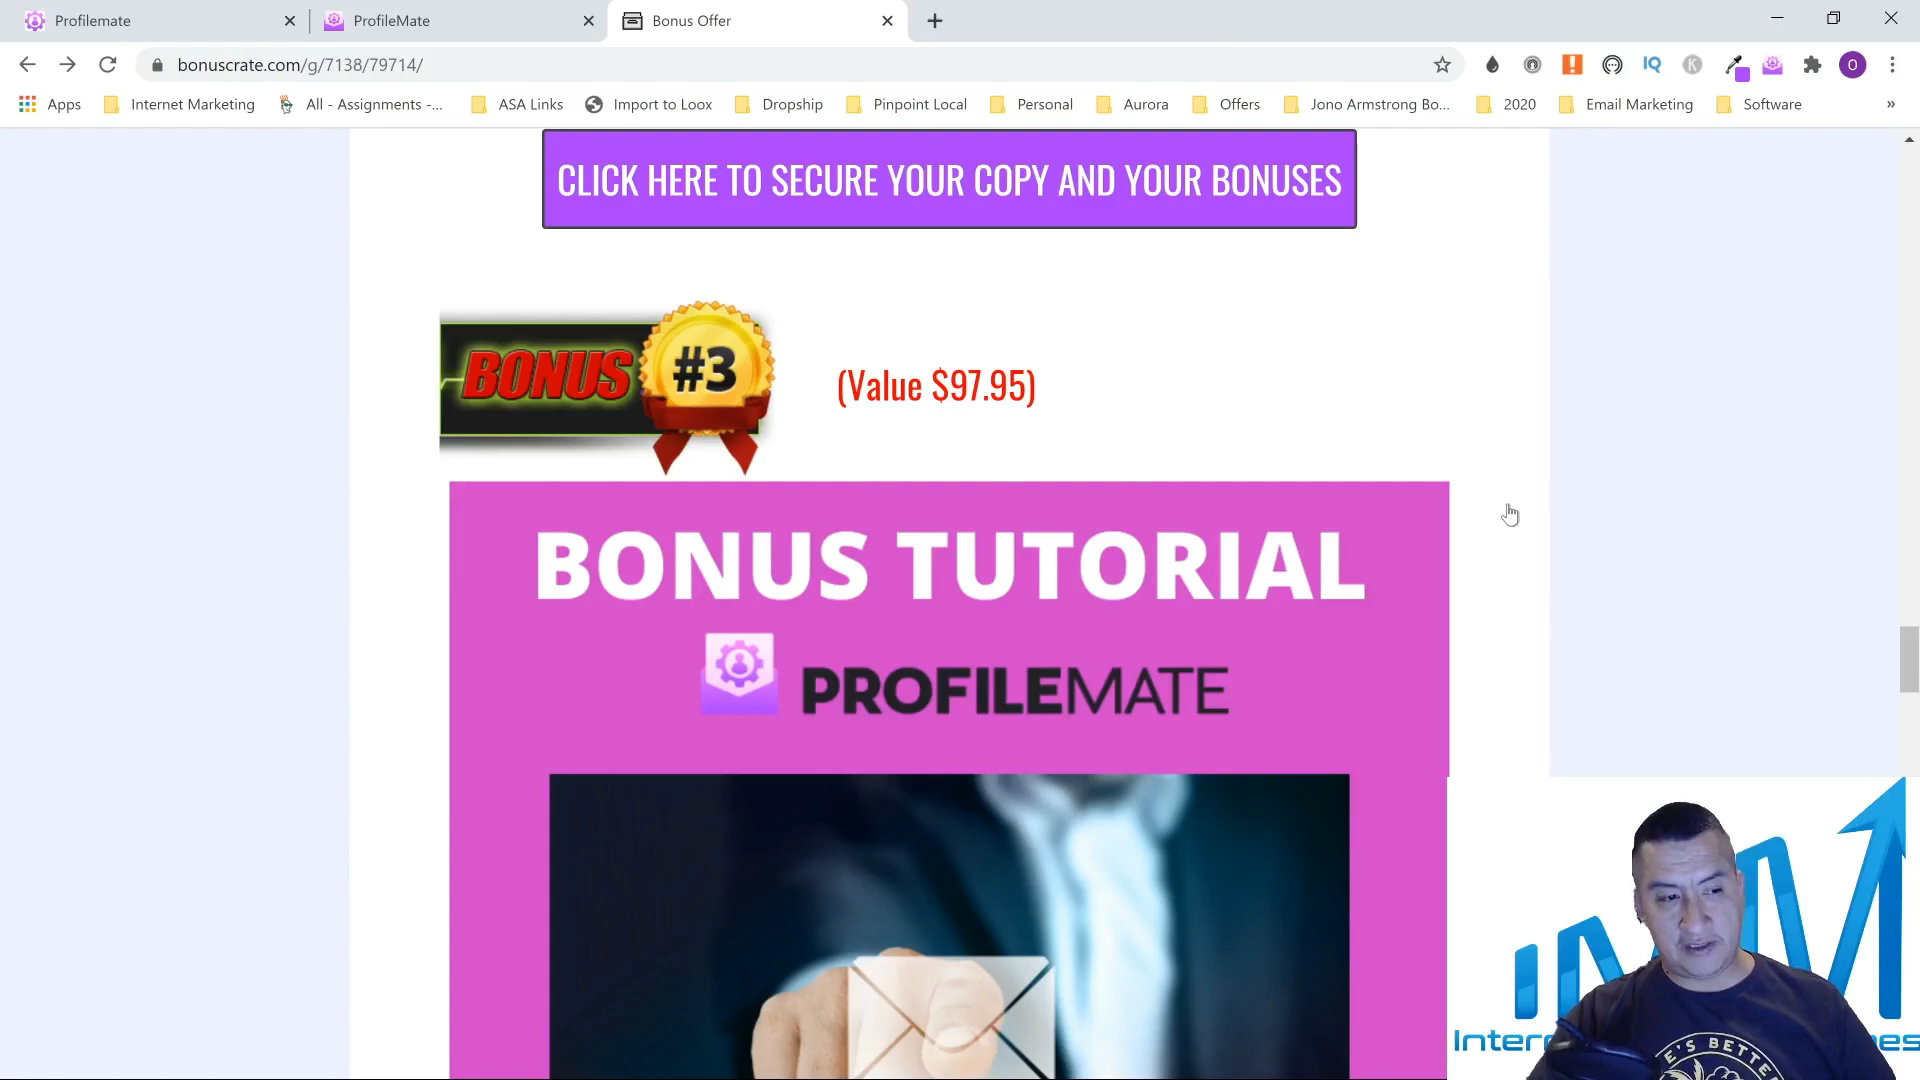 Profilemate
ProfileMate
Bonus Offer
bonuscrate.com/g/7138/79714/
IQ
K
O
Apps
Internet Marketing
All - Assignments -...
ASA Links
Import to Loox
Dropship
Pinpoint Local
Personal
Aurora
Offers
Jono Armstrong Bo...
2020
Email Marketing
Software
»
CLICK HERE TO SECURE YOUR COPY AND YOUR BONUSES
BONUS #3
(Value $97.95)
BONUS TUTORIAL
PROFILEMATE